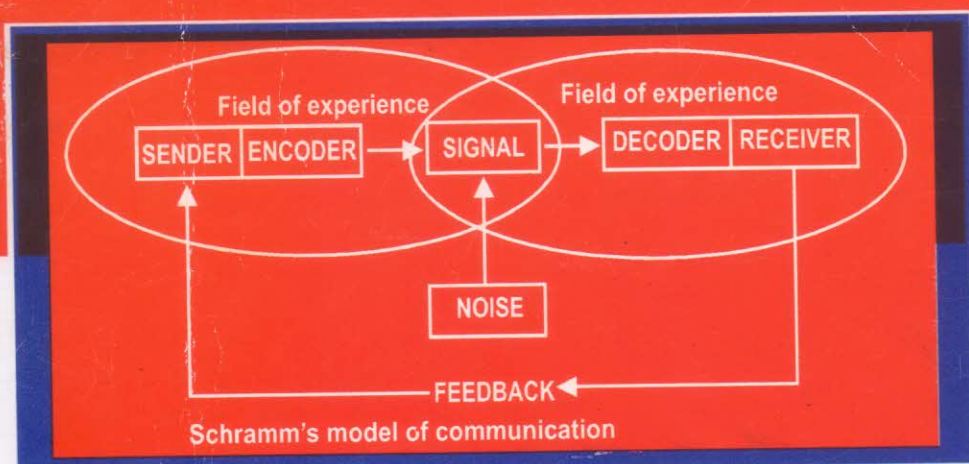 Field of experience
Field of experience
SENDER ENCODER SIGNAL DECODER RECEIVER
NOISE
FEEDBACK
Schramm's model of communication